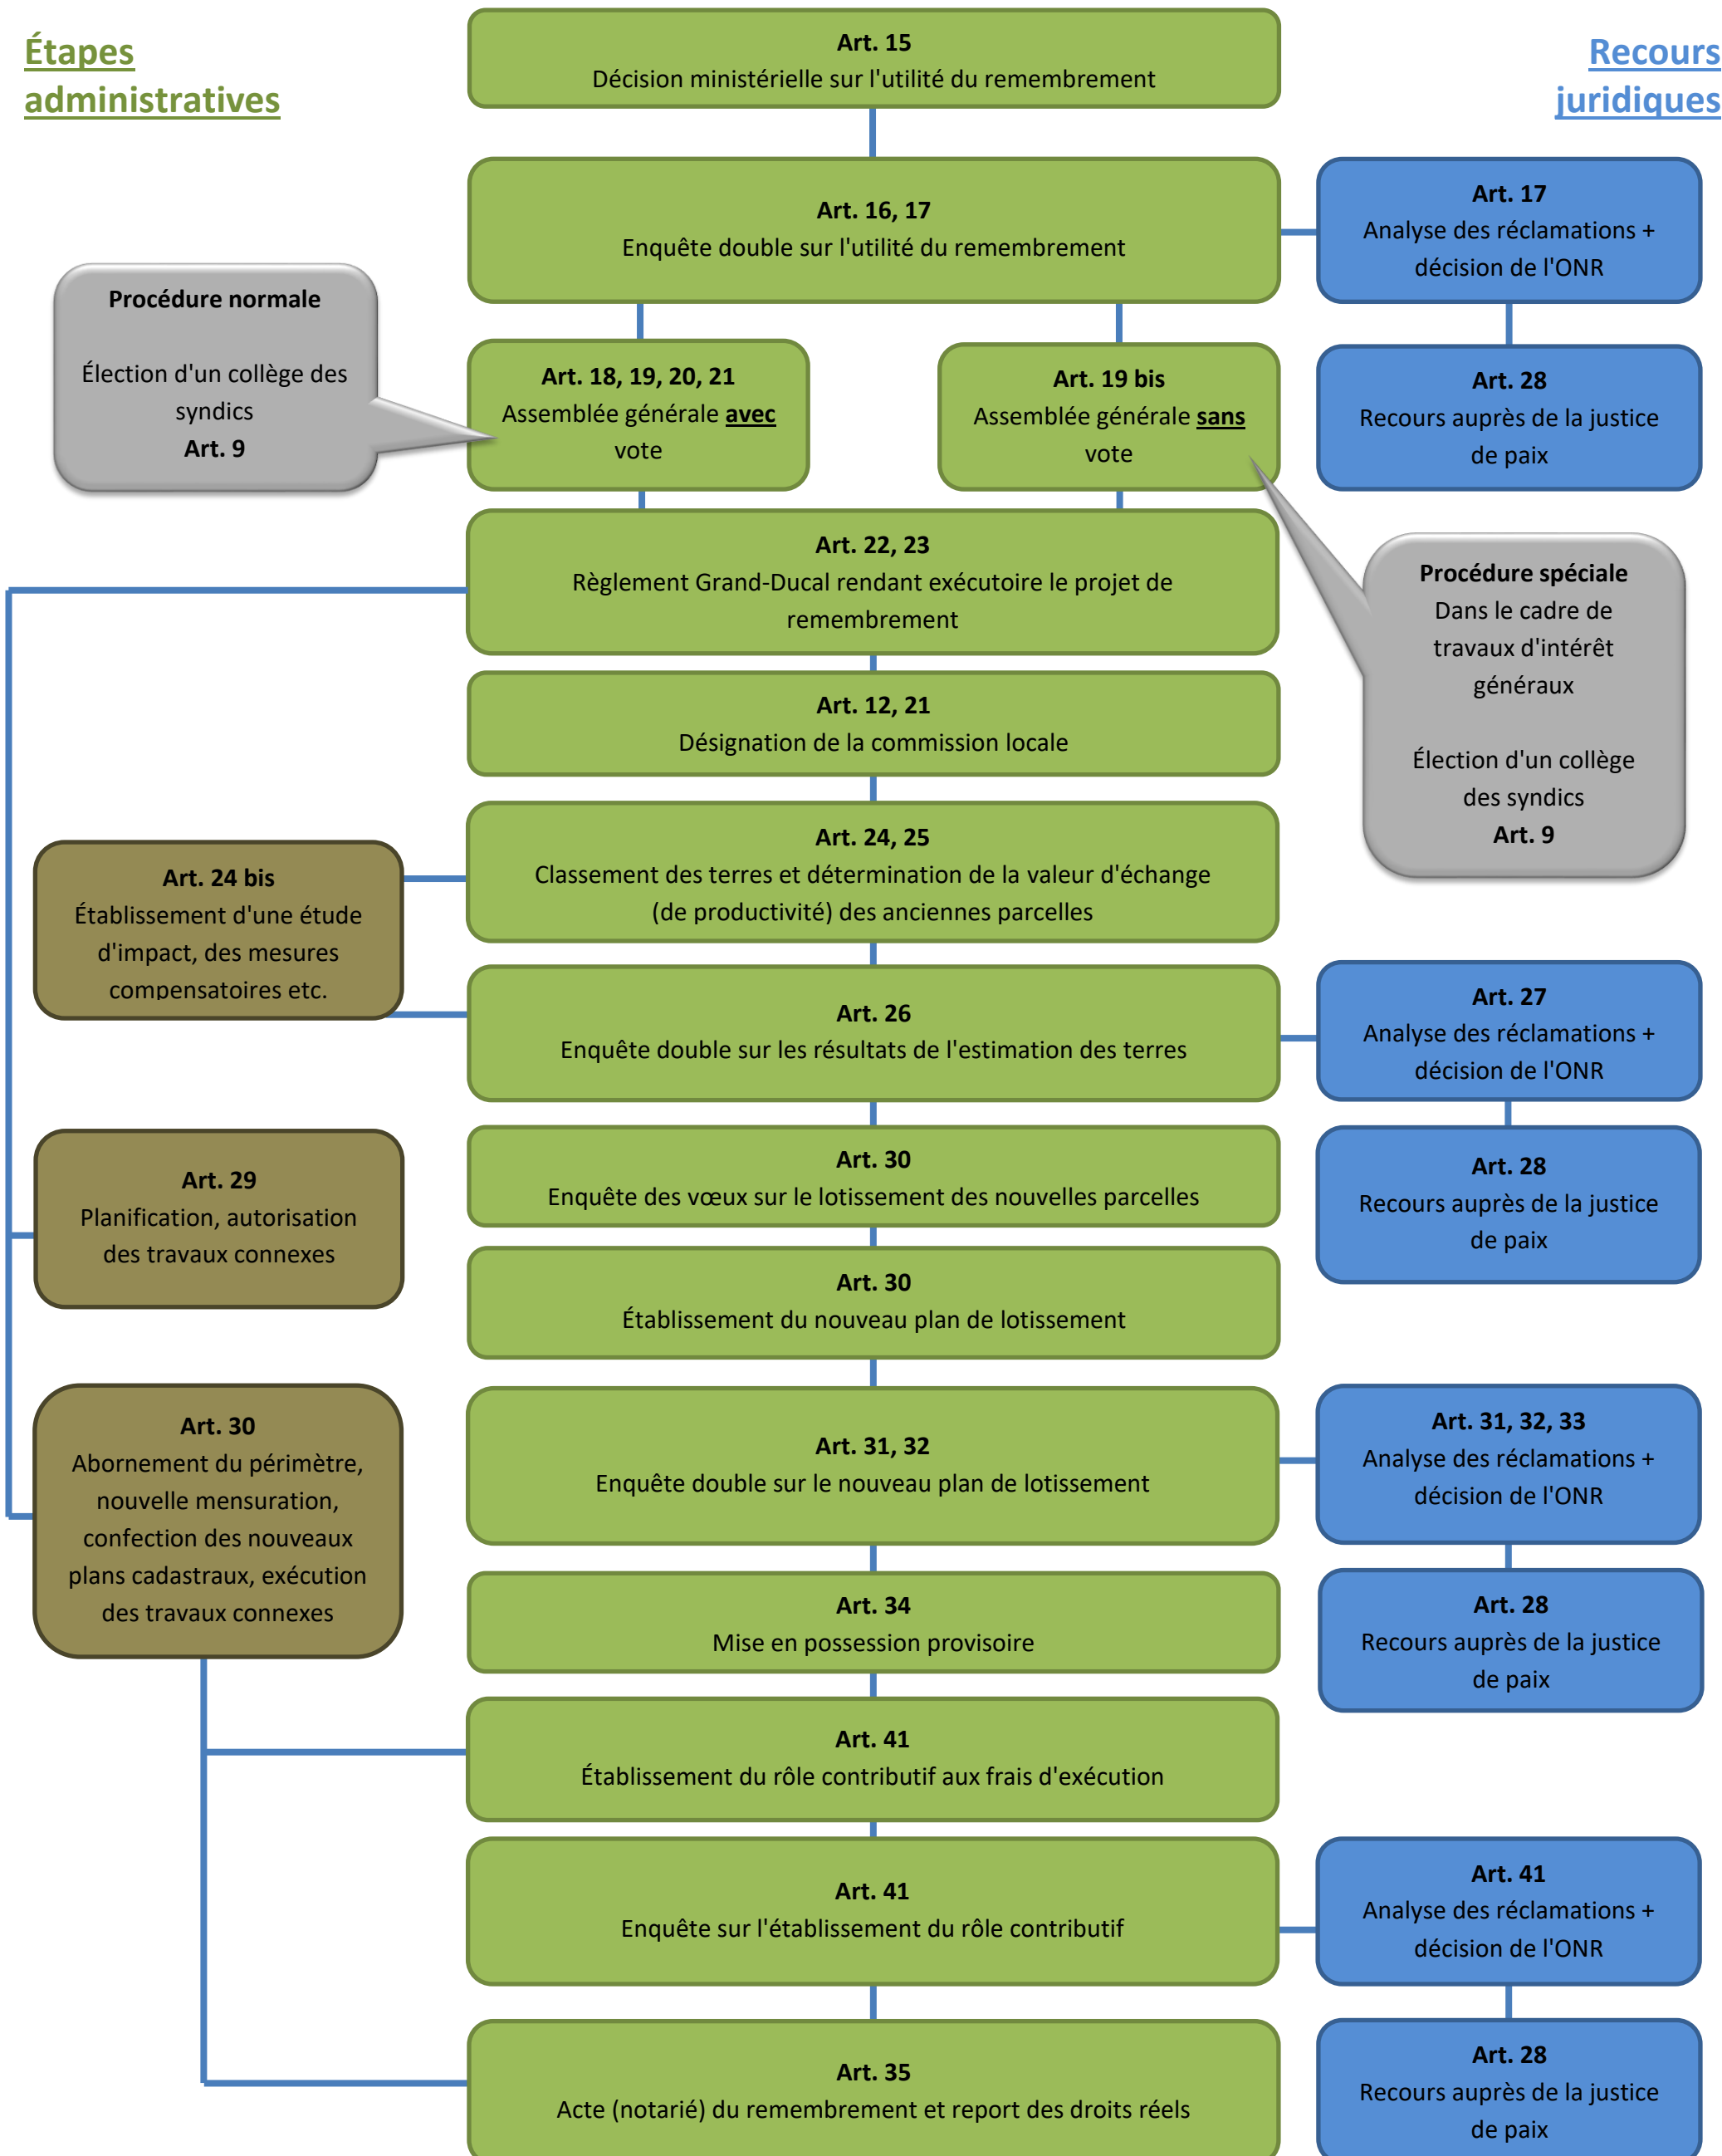 Étapes
administratives
Recours
juridiques
Art. 15
Décision ministérielle sur l'utilité du remembrement
Art. 16, 17
Enquête double sur l'utilité du remembrement
Art. 17
Analyse des réclamations +
décision de l'ONR
Procédure normale
Élection d'un collège des
syndics
Art. 9
Art. 18, 19, 20, 21
Assemblée générale avec
vote
Art. 19 bis
Assemblée générale sans
vote
Art. 28
Recours auprès de la justice
de paix
Art. 22, 23
Règlement Grand-Ducal rendant exécutoire le projet de
remembrement
Procédure spéciale
Dans le cadre de
travaux d'intérêt
généraux
Élection d'un collège
des syndics
Art. 9
Art. 12, 21
Désignation de la commission locale
Art. 24, 25
Classement des terres et détermination de la valeur d'échange
(de productivité) des anciennes parcelles
Art. 24 bis
Établissement d'une étude
d'impact, des mesures
compensatoires etc.
Art. 26
Enquête double sur les résultats de l'estimation des terres
Art. 27
Analyse des réclamations +
décision de l'ONR
Art. 29
Planification, autorisation
des travaux connexes
Art. 30
Enquête des vœux sur le lotissement des nouvelles parcelles
Art. 28
Recours auprès de la justice
de paix
Art. 30
Établissement du nouveau plan de lotissement
Art. 30
Abornement du périmètre,
nouvelle mensuration,
confection des nouveaux
plans cadastraux, exécution
des travaux connexes
Art. 31, 32
Enquête double sur le nouveau plan de lotissement
Art. 31, 32, 33
Analyse des réclamations +
décision de l'ONR
Art. 34
Mise en possession provisoire
Art. 28
Recours auprès de la justice
de paix
Art. 41
Établissement du rôle contributif aux frais d'exécution
Art. 41
Enquête sur l'établissement du rôle contributif
Art. 41
Analyse des réclamations +
décision de l'ONR
Art. 35
Acte (notarié) du remembrement et report des droits réels
Art. 28
Recours auprès de la justice
de paix